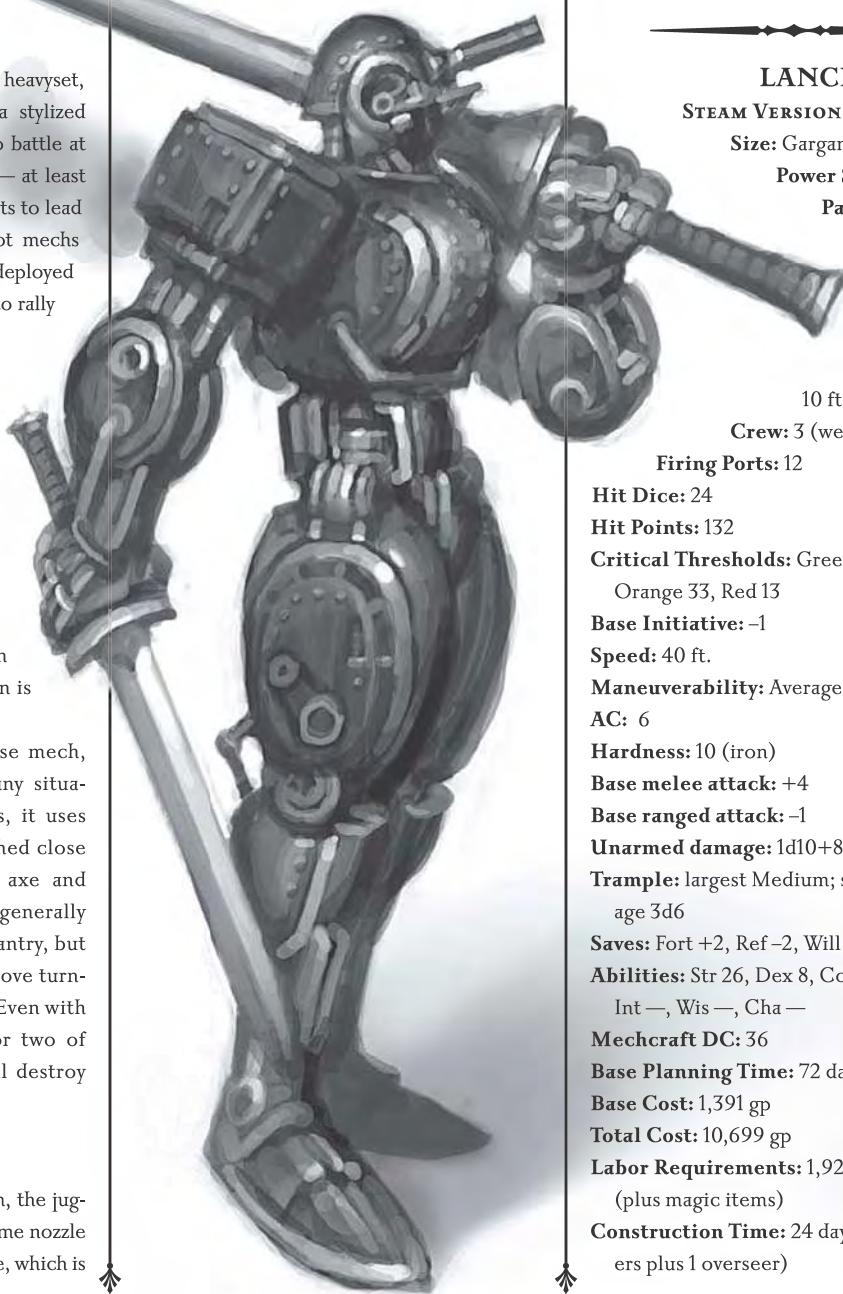 heavyset,
a stylized
battle at
— at least
ts to lead
ot mechs
deployed
to rally
n
n is
se mech,
any situa-
s, it uses
ned close
axe and
generally
antry, but
ove turn-
Even with
or two of
l destroy
n, the jug-
me nozzle
e, which is
LANC
STEAM VERSION
Size: Gargan
Power
Pa
10 ft
Crew: 3 (we
Firing Ports: 12
Hit Dice: 24
Hit Points: 132
Critical Thresholds: Gree
Orange 33, Red 13
Base Initiative: –1
Speed: 40 ft.
Maneuverability: Average
AC: 6
Hardness: 10 (iron)
Base melee attack: +4
Base ranged attack: –1
Unarmed damage: 1d10+8
Trample: largest Medium; s
age 3d6
Saves: Fort +2, Ref –2, Will
Abilities: Str 26, Dex 8, Co
Int —, Wis —, Cha —
Mechcraft DC: 36
Base Planning Time: 72 da
Base Cost: 1,391 gp
Total Cost: 10,699 gp
Labor Requirements: 1,92
(plus magic items)
Construction Time: 24 day
ers plus 1 overseer)